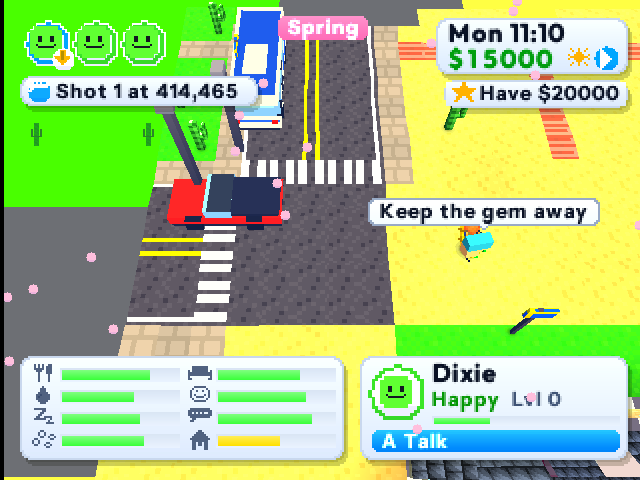 Spring
Mon 11:10
$15000
Shot 1 at 414,465
Have $20000
Keep the gem away
Dixie
Happy Lvl 0
A Talk